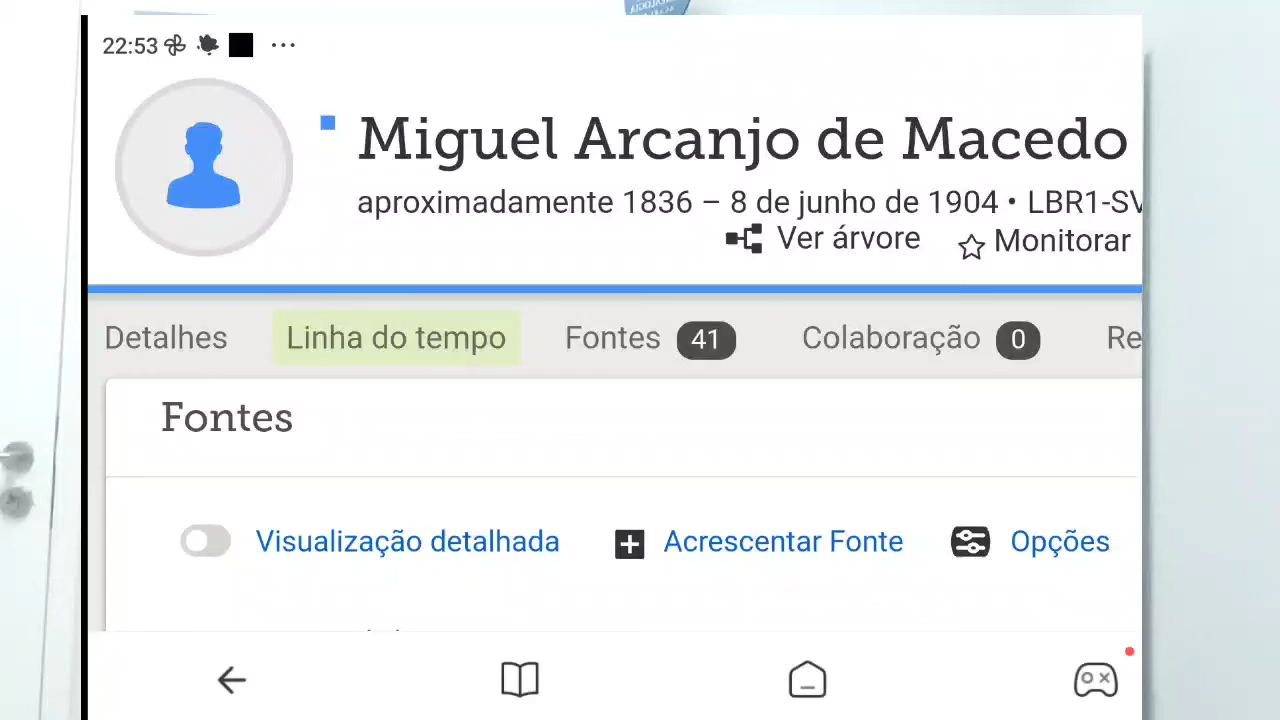 22:53
Miguel Arcanjo de Macedo
aproximadamente 1836 – 8 de junho de 1904 • LBR1-SV
Ver árvore Monitorar
Detalhes Linha do tempo Fontes 41 Colaboração 0 Re
Fontes
Visualização detalhada Acrescentar Fonte Opções